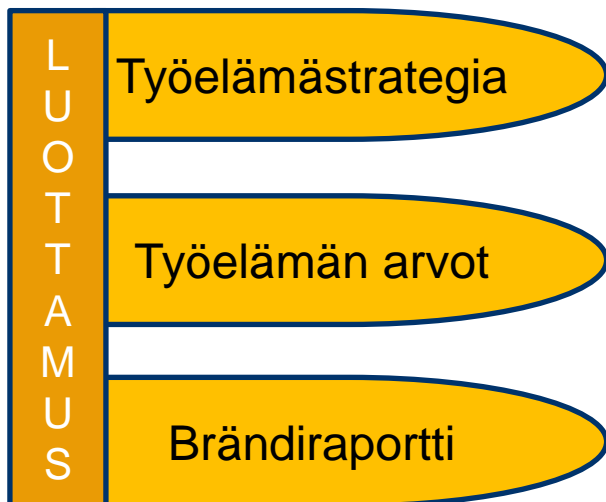 LUOTTAMUS
Työelämästrategia
Työelämän arvot
Brändiraportti